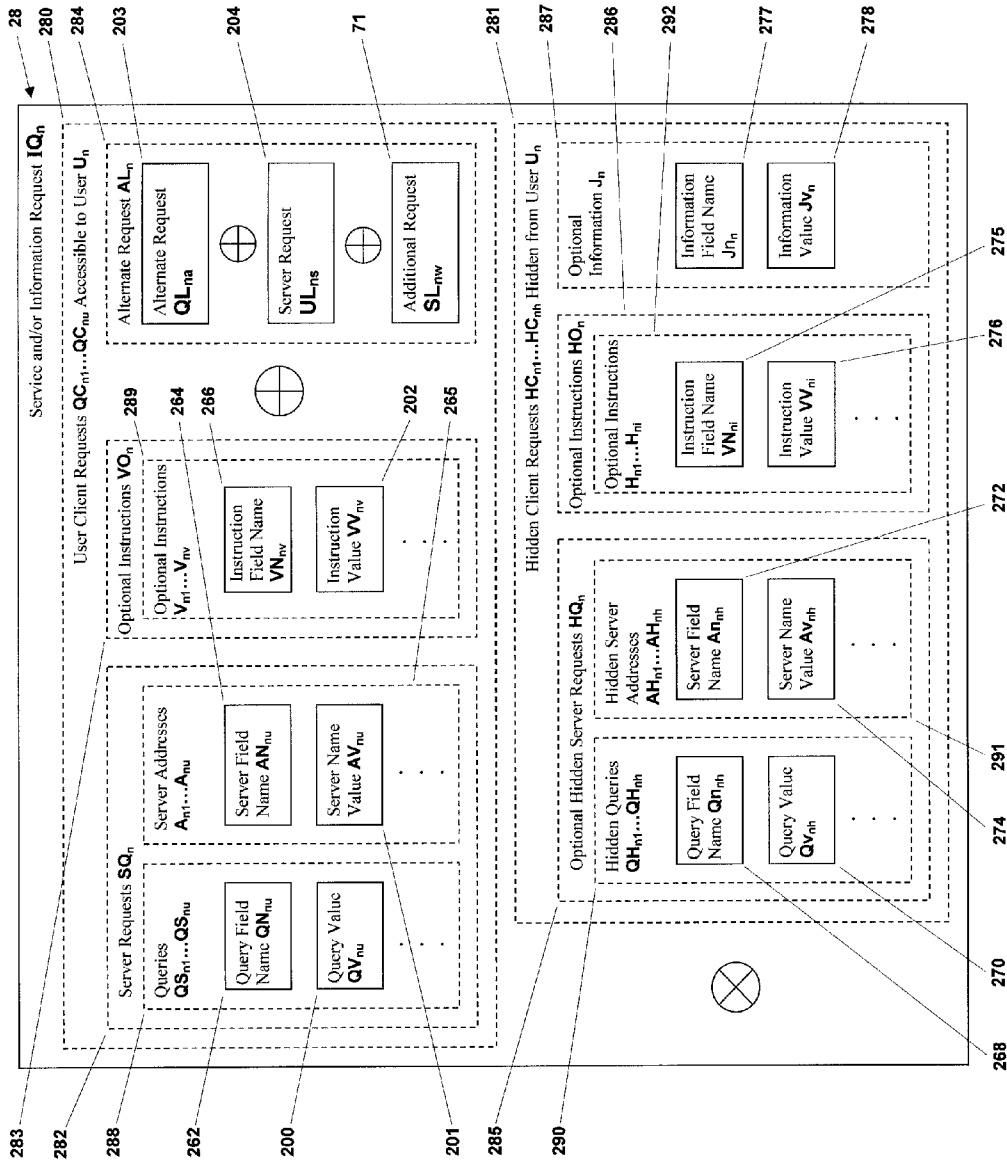 28
280
284
203
204
71
281
287
286
292
277
278
Service and/or Information Request IQn
User Client Requests QCn1...QCnu Accessible to User Un
Server Requests SQn
Queries
QSn1...QSnu
Query Field
Name QNnu
Query Value
QVnu
. . .
Server Addresses
An1...Anu
Server Field
Name ANnu
Server Name
Value AVnu
. . .
Optional Instructions VOn
Optional Instructions
Vn1...Vnv
Instruction
Field Name
VNnv
Instruction
Value VVnv
. . .
289
264
266
202
265
Alternate Request ALn
Alternate Request
QLna
Server Request
ULns
Additional Request
SLnw
Hidden Client Requests HCn1...HCnh Hidden from User Un
Optional Hidden Server Requests HQn
Hidden Queries
QHn1...QHnh
Query Field
Name Qnnh
Query Value
Qvnh
. . .
Hidden Server
Addresses
AHn1...AHnh
Server Field
Name Annh
Server Name
Value Avnh
. . .
Optional Instructions HOn
Optional Instructions
Hn1...Hni
Instruction
Field Name
VNni
Instruction
Value VVni
. . .
Optional
Information Jn
Information
Field Name
Jnn
Information
Value Jvn
275
276
272
291
274
270
268
283
282
288
262
200
201
285
290